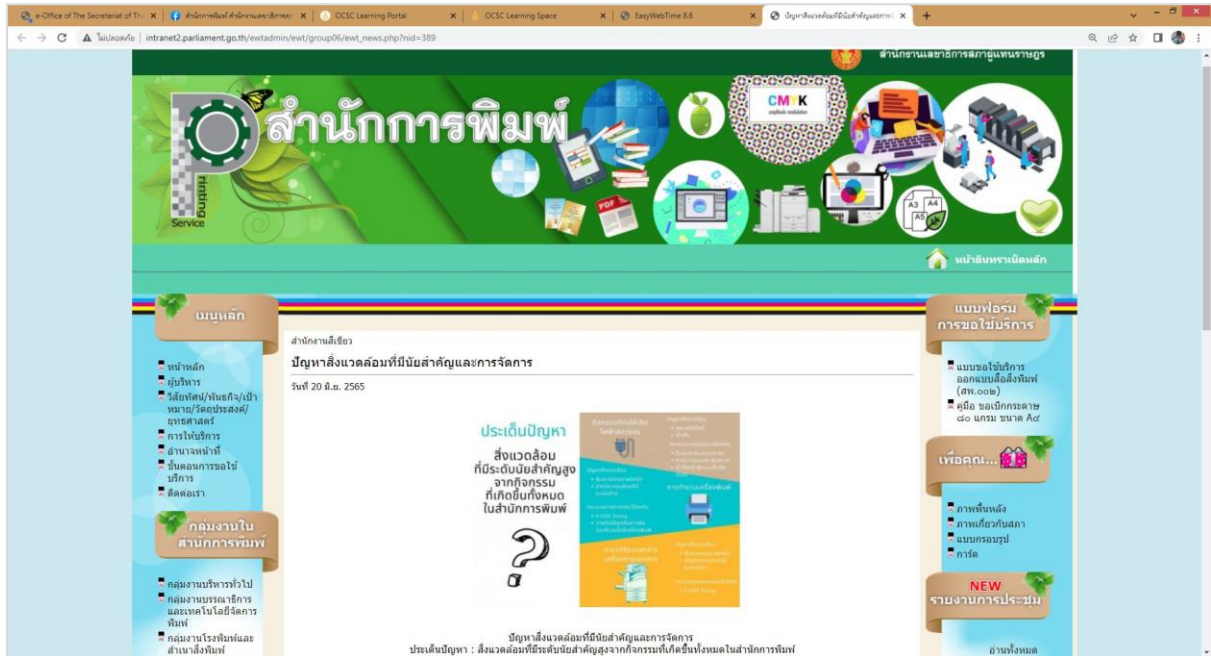 e-Office of The Secretariat of The
สำนักการพิมพ์ สำนักงานเลขาธิการสภา
OCSC Learning Portal
OCSC Learning Space
EasyWebTime 8.6
ปัญหาสิ่งแวดล้อมที่มีนัยสำคัญและการจัด
ไม่ปลอดภัย
intranet2.parliament.go.th/ewtadmin/ewt/group06/ewt_news.php?nid=389
สำนักงานเลขาธิการสภาผู้แทนราษฎร
สำนักการพิมพ์
Printing
Service
CMYK
PDF
A3
A4
A5
หน้าอินทราเน็ตหลัก
เมนูหลัก
หน้าหลัก
ผู้บริหาร
วิสัยทัศน์/พันธกิจ/เป้า
หมาย/วัตถุประสงค์/
ยุทธศาสตร์
การให้บริการ
อำนาจหน้าที่
ขั้นตอนการขอใช้
บริการ
ติดต่อเรา
กลุ่มงานใน
สำนักการพิมพ์
กลุ่มงานบริหารทั่วไป
กลุ่มงานบรรณาธิการ
และเทคโนโลยีจัดการ
พิมพ์
กลุ่มงานโรงพิมพ์และ
สำเนาสิ่งพิมพ์
สำนักงานสีเขียว
ปัญหาสิ่งแวดล้อมที่มีนัยสำคัญและการจัดการ
วันที่ 20 มิ.ย. 2565
ประเด็นปัญหา
สิ่งแวดล้อม
ที่มีระดับนัยสำคัญสูง
จากกิจกรรม
ที่เกิดขึ้นทั้งหมด
ในสำนักการพิมพ์
?
ปัญหาสิ่งแวดล้อมที่มีนัยสำคัญและการจัดการ
ประเด็นปัญหา : สิ่งแวดล้อมที่มีระดับนัยสำคัญสูงจากกิจกรรมที่เกิดขึ้นทั้งหมดในสำนักการพิมพ์
แบบฟอร์ม
การขอใช้บริการ
แบบขอใช้บริการ
ออกแบบสื่อสิ่งพิมพ์
(สพ.๐๐๒)
คู่มือ ขอเบิกกระดาษ
๘๐ แกรม ขนาด A๔
เพื่อคุณ...
ภาพพื้นหลัง
ภาพเกี่ยวกับสภา
แบบกรอบรูป
การ์ด
NEW
รายงานการประชุม
อ่านทั้งหมด